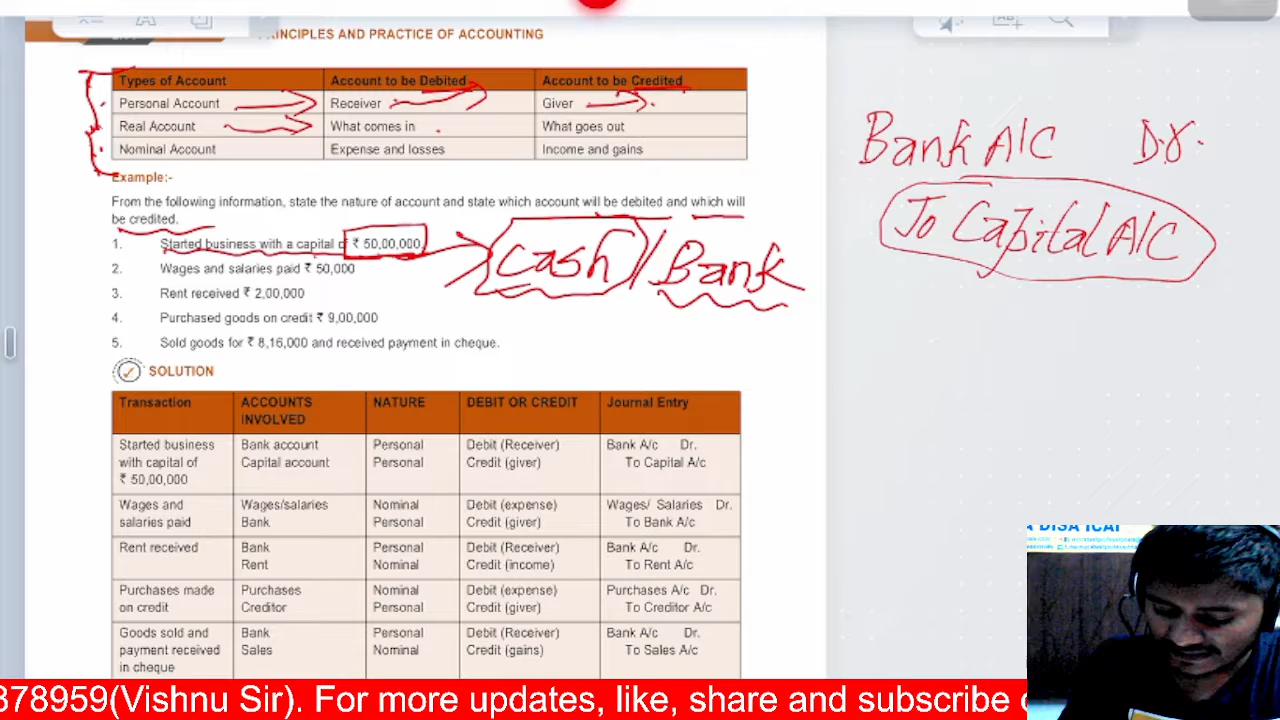 PRINCIPLES AND PRACTICE OF ACCOUNTING
Types of Account Account to be Debited Account to be Credited
Personal Account Receiver Giver
Real Account What comes in What goes out
Nominal Account Expense and losses Income and gains
Example:-
From the following information, state the nature of account and state which account will be debited and which will
be credited.
1. Started business with a capital of ₹ 50,00,000
2. Wages and salaries paid ₹ 50,000
3. Rent received ₹ 2,00,000
4. Purchased goods on credit ₹ 9,00,000
5. Sold goods for ₹ 8,16,000 and received payment in cheque.
Cash/Bank
Bank A/C D.r.
To Capital A/C
SOLUTION
Transaction ACCOUNTS NATURE DEBIT OR CREDIT Journal Entry
INVOLVED
Started business Bank account Personal Debit (Receiver) Bank A/c Dr.
with capital of Capital account Personal Credit (giver) To Capital A/c
₹ 50,00,000
Wages and Wages/salaries Nominal Debit (expense) Wages/ Salaries Dr.
salaries paid Bank Personal Credit (giver) To Bank A/c
Rent received Bank Personal Debit (Receiver) Bank A/c Dr.
Rent Nominal Credit (income) To Rent A/c
Purchases made Purchases Nominal Debit (expense) Purchases A/c Dr.
on credit Creditor Personal Credit (giver) To Creditor A/c
Goods sold and Bank Personal Debit (Receiver) Bank A/c Dr.
payment received Sales Nominal Credit (gains) To Sales A/c
in cheque
DISA ICAI
378959(Vishnu Sir). For more updates, like, share and subscribe